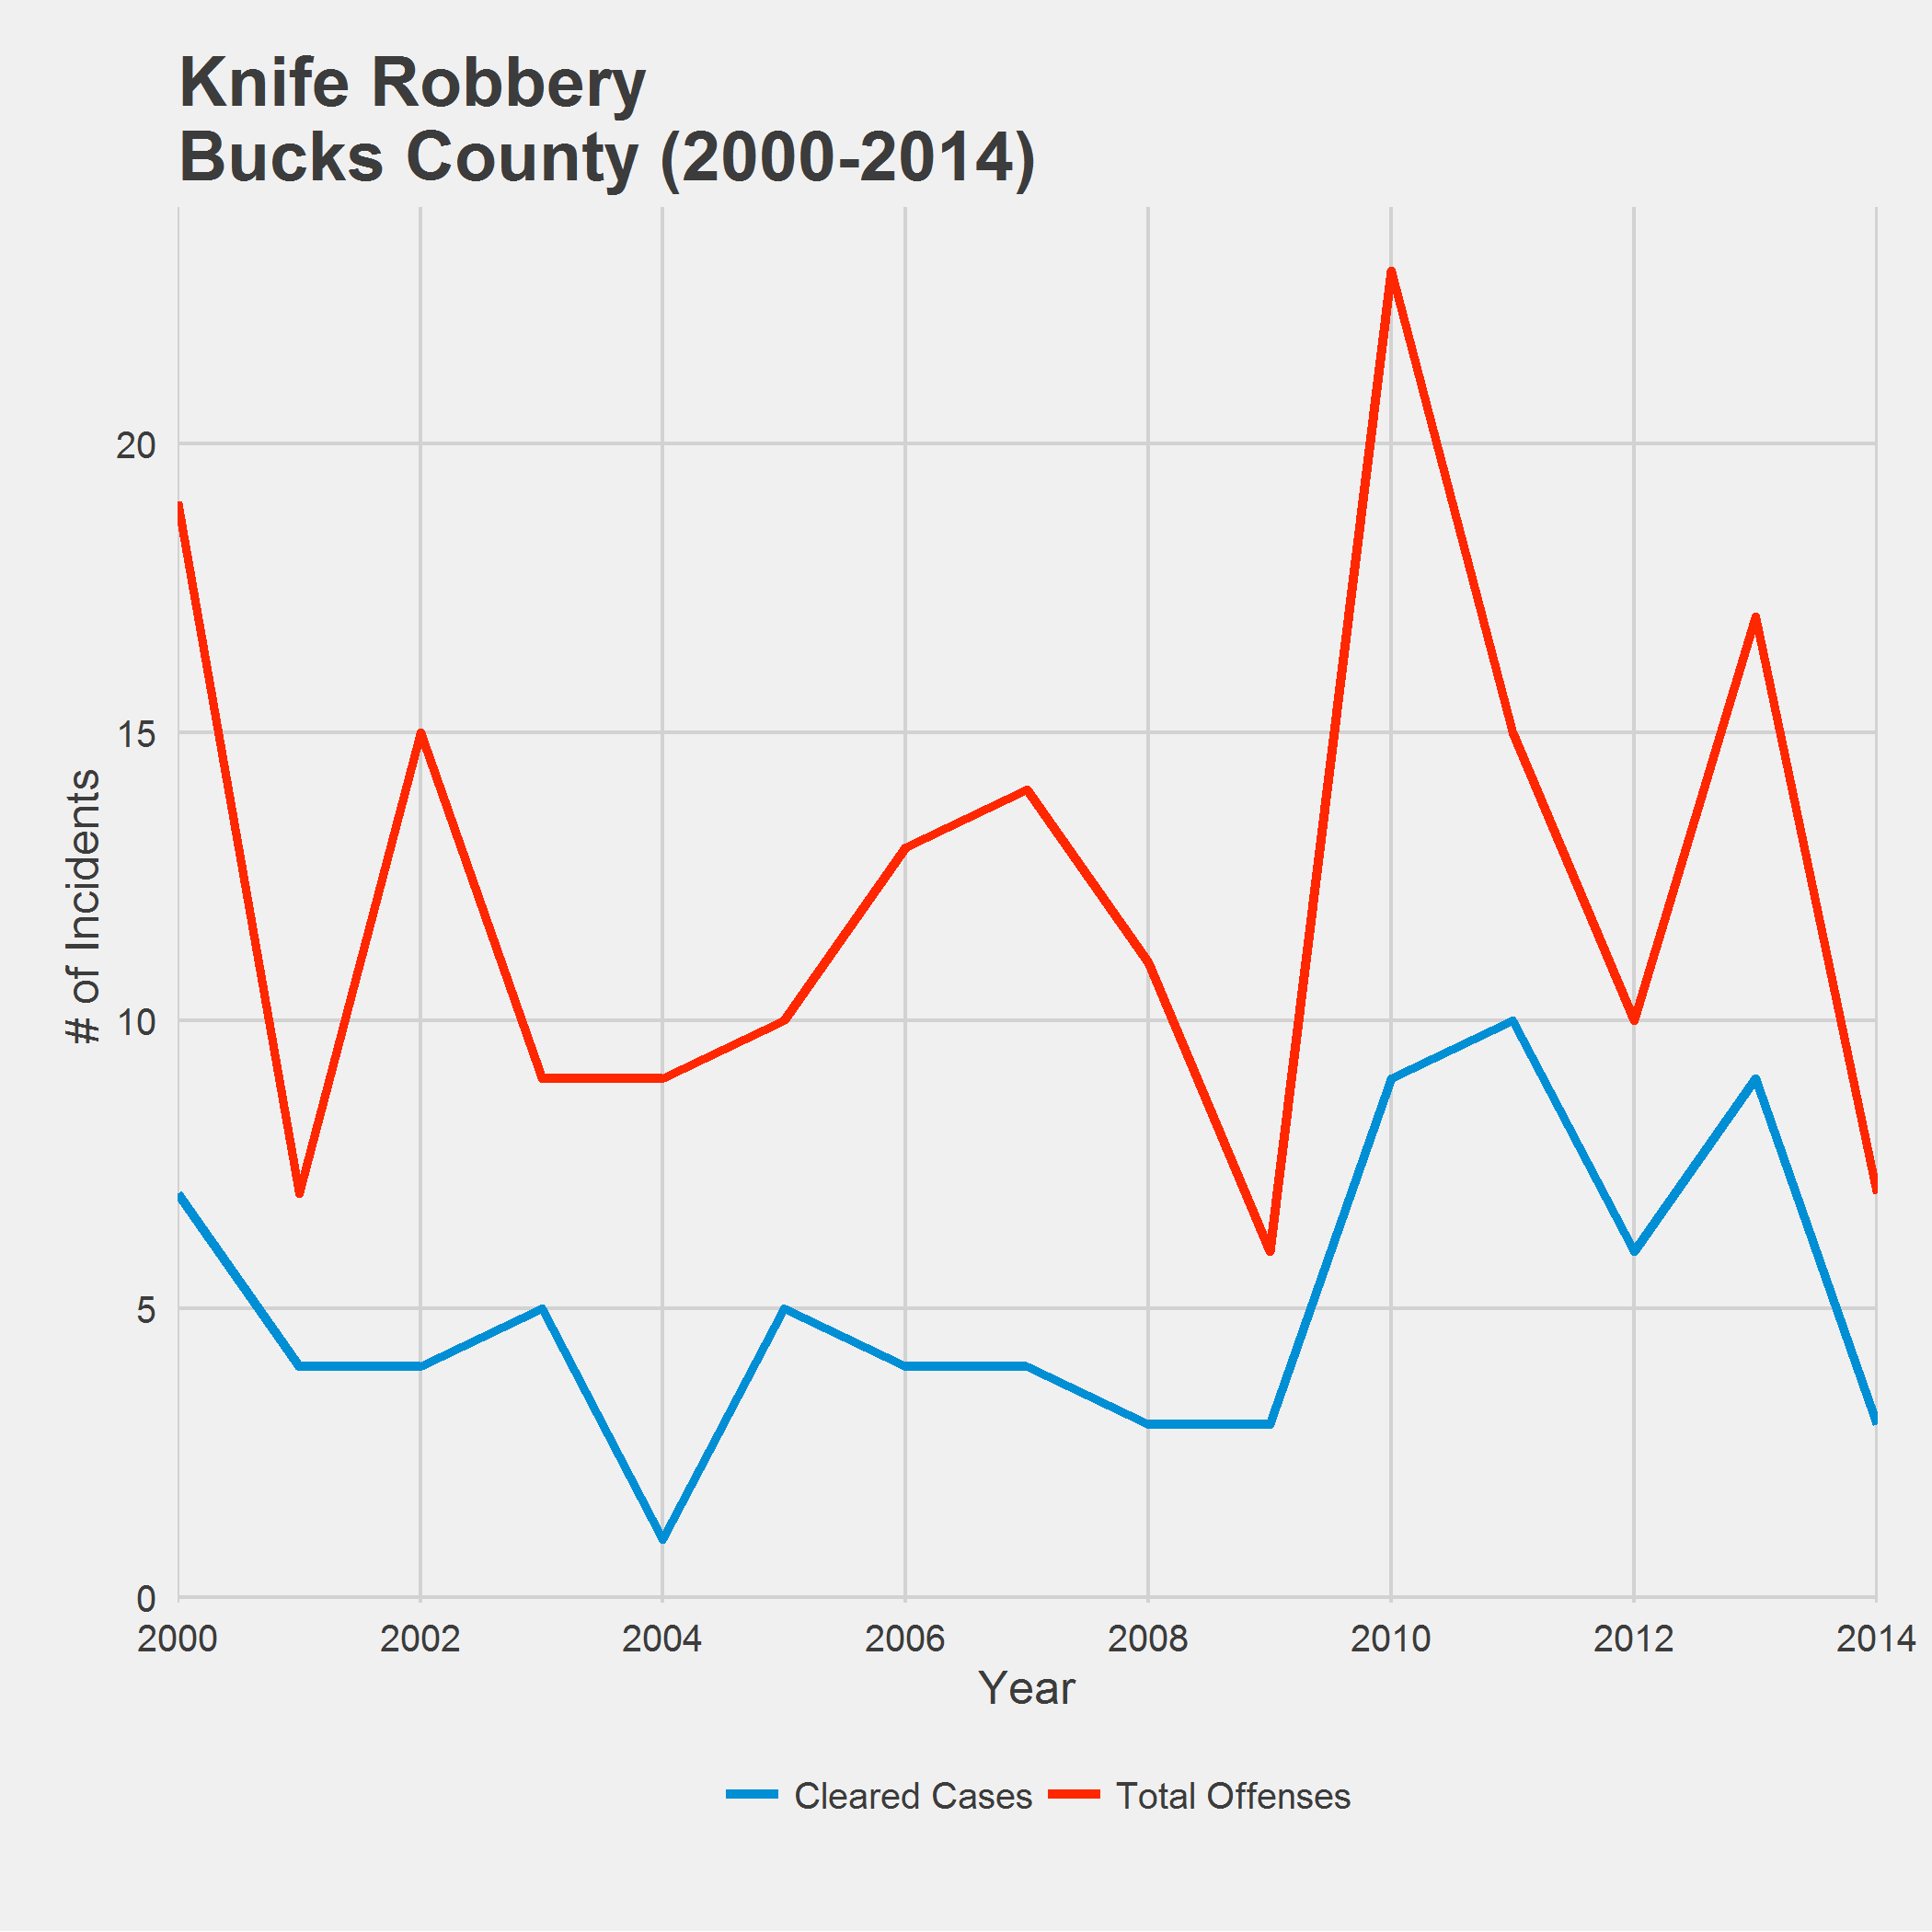 Knife Robbery
Bucks County (2000-2014)
# of Incidents
20
15
10
5
0
2000 2002 2004 2006 2008 2010 2012 2014
Year
Cleared Cases Total Offenses